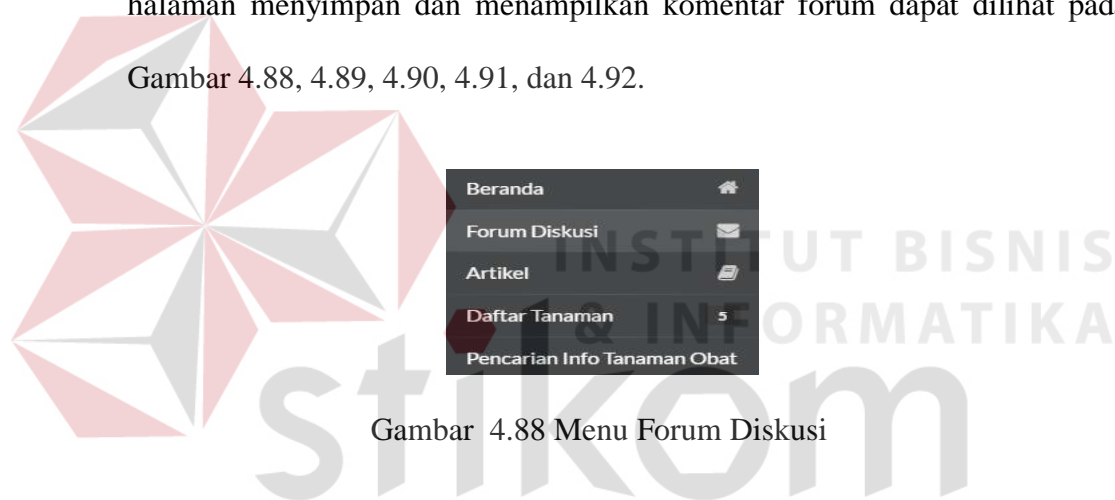 halaman menyimpan dan menampilkan komentar forum dapat dilihat pad
Gambar 4.88, 4.89, 4.90, 4.91, dan 4.92.
Beranda
Forum Diskusi
Artikel
Daftar Tanaman 5
Pencarian Info Tanaman Obat
INSTITUT BISNIS
& INFORMATIKA
stikom
Gambar 4.88 Menu Forum Diskusi